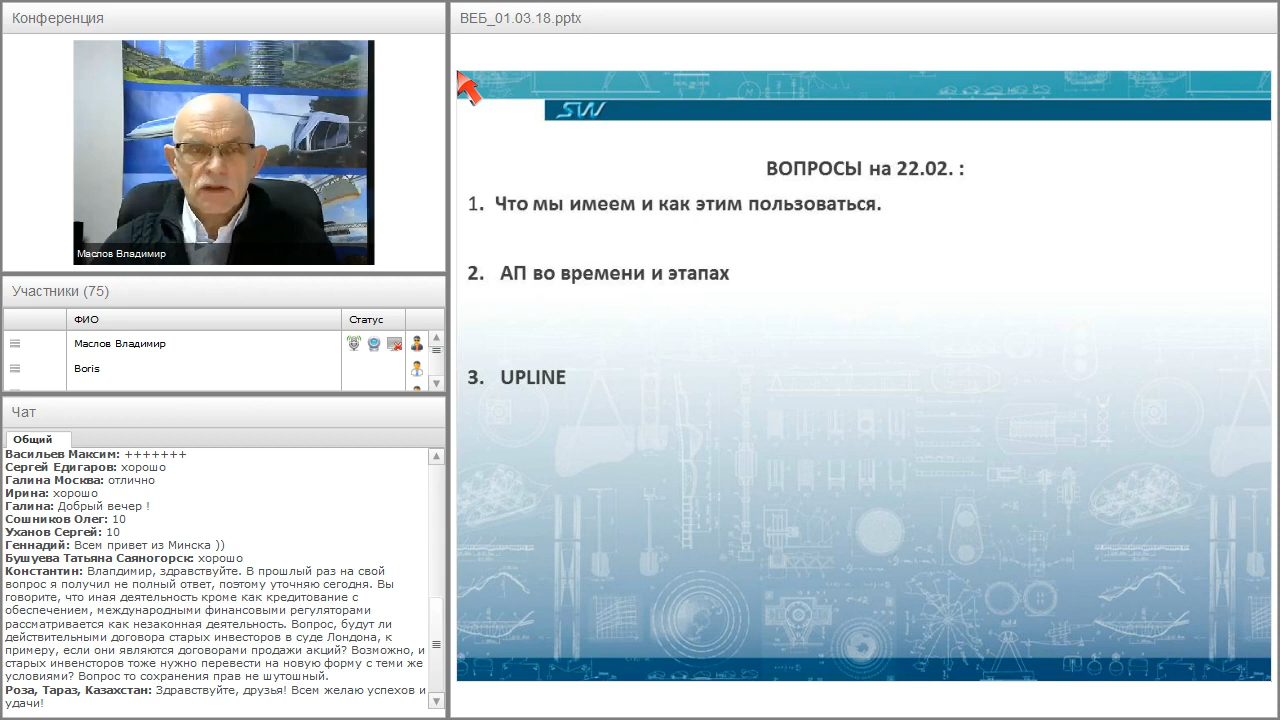 Конференция
Маслов Владимир
Участники (75)
ФИО
Статус
Маслов Владимир
Boris
Чат
Общий
Васильев Максим: +++++++
Сергей Едигаров: хорошо
Галина Москва: отлично
Ирина: хорошо
Галина: Добрый вечер !
Сошников Олег: 10
Уханов Сергей: 10
Геннадий: Всем привет из Минска ))
Бушуева Татьяна Саяногорск: хорошо
Константин: Влапдимир, здравствуйте. В прошлый раз на свой
вопрос я получил не полный ответ, поэтому уточняю сегодня. Вы
говорите, что иная деятельность кроме как кредитование с
обеспечением, международными финансовыми регуляторами
рассматривается как незаконная деятельность. Вопрос, будут ли
действительными договора старых инвесторов в суде Лондона, к
примеру, если они являются договорами продажи акций? Возможно, и
старых инвенсторов тоже нужно перевести на новую форму с теми же
условиями? Вопрос то сохранения прав не шуточный.
Роза, Тараз, Казахстан: Здравствуйте, друзья! Всем желаю успехов и
удачи!
ВЕБ_01.03.18.pptx
SW
ВОПРОСЫ на 22.02. :
1. Что мы имеем и как этим пользоваться.
2. АП во времени и этапах
3. UPLINE